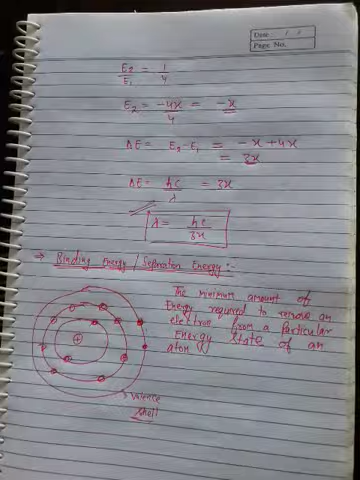 Date / /
Page No.
E₂/E₁ = 1/4
E₂ = -4x/4 = -x
ΔE = E₂-E₁ = -x+4x
= 3x
ΔE = hc/λ = 3x
λ = hc/3x
→ Binding Energy / Separation Energy:-
The minimum amount of
Energy required to remove an
electron from a particular
Energy state of an
atom
+
→ Valence
shell